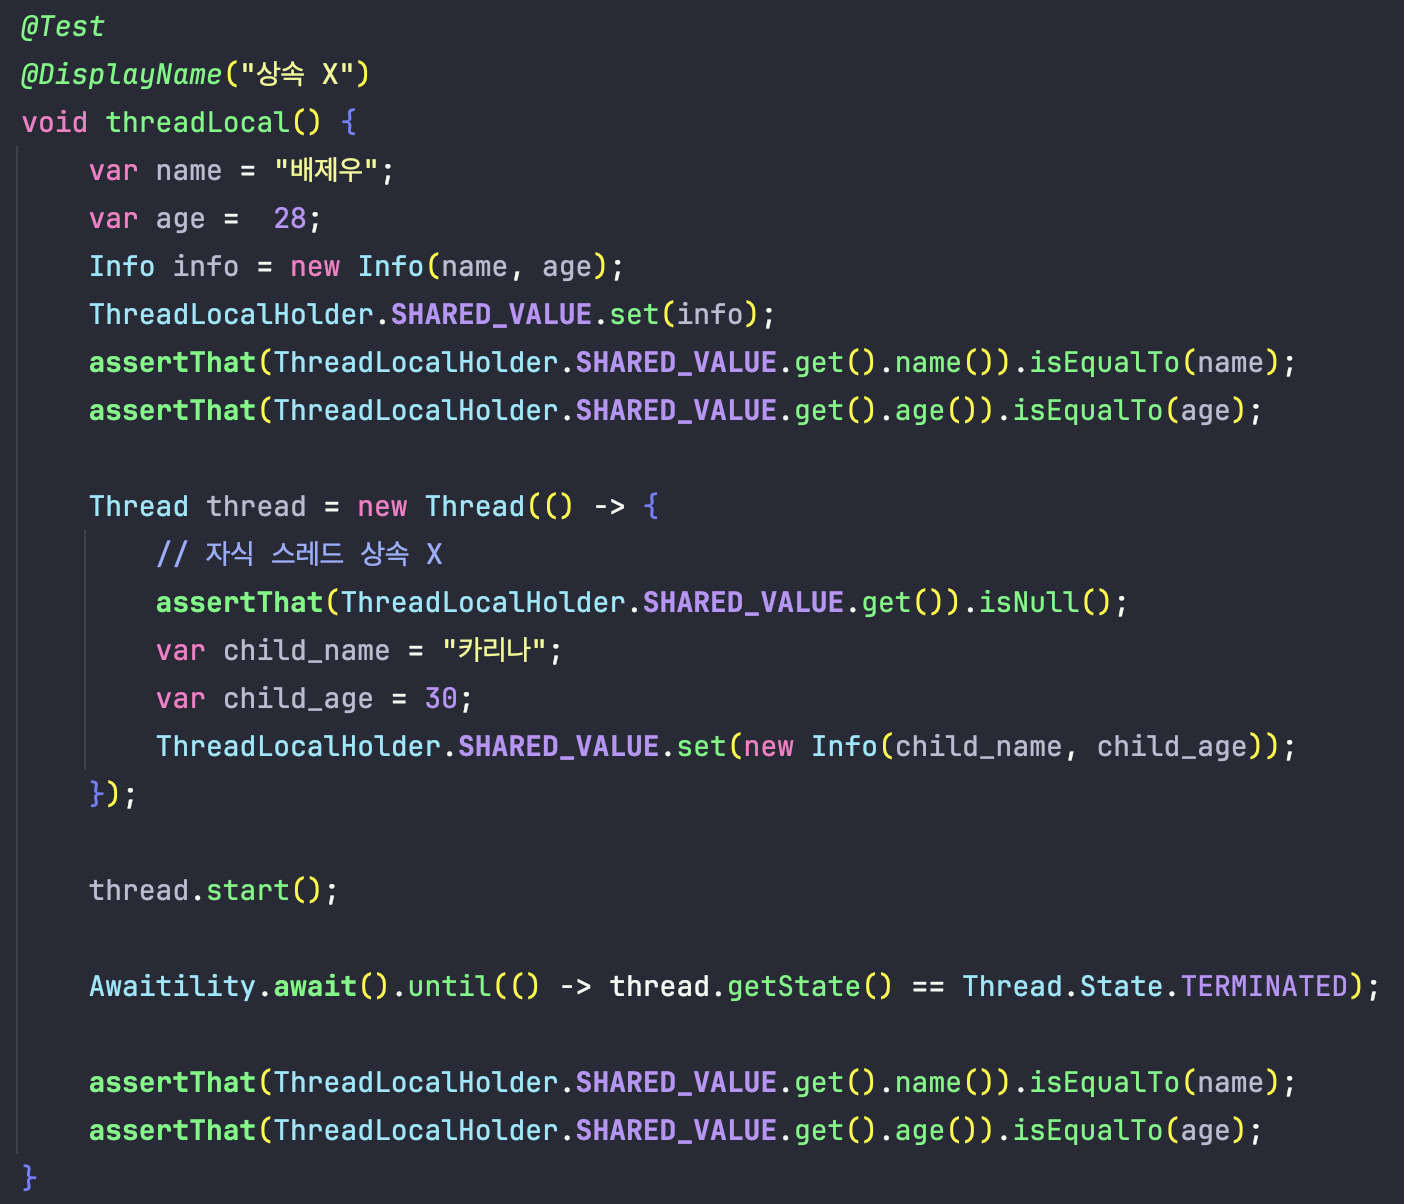 @Test
@DisplayName("상속 X")
void threadLocal() {
    var name = "배제우";
    var age =  28;
    Info info = new Info(name, age);
    ThreadLocalHolder.SHARED_VALUE.set(info);
    assertThat(ThreadLocalHolder.SHARED_VALUE.get().name()).isEqualTo(name);
    assertThat(ThreadLocalHolder.SHARED_VALUE.get().age()).isEqualTo(age);

    Thread thread = new Thread(() -> {
        // 자식 스레드 상속 X
        assertThat(ThreadLocalHolder.SHARED_VALUE.get()).isNull();
        var child_name = "카리나";
        var child_age = 30;
        ThreadLocalHolder.SHARED_VALUE.set(new Info(child_name, child_age));
    });

    thread.start();

    Awaitility.await().until(() -> thread.getState() == Thread.State.TERMINATED);

    assertThat(ThreadLocalHolder.SHARED_VALUE.get().name()).isEqualTo(name);
    assertThat(ThreadLocalHolder.SHARED_VALUE.get().age()).isEqualTo(age);
}